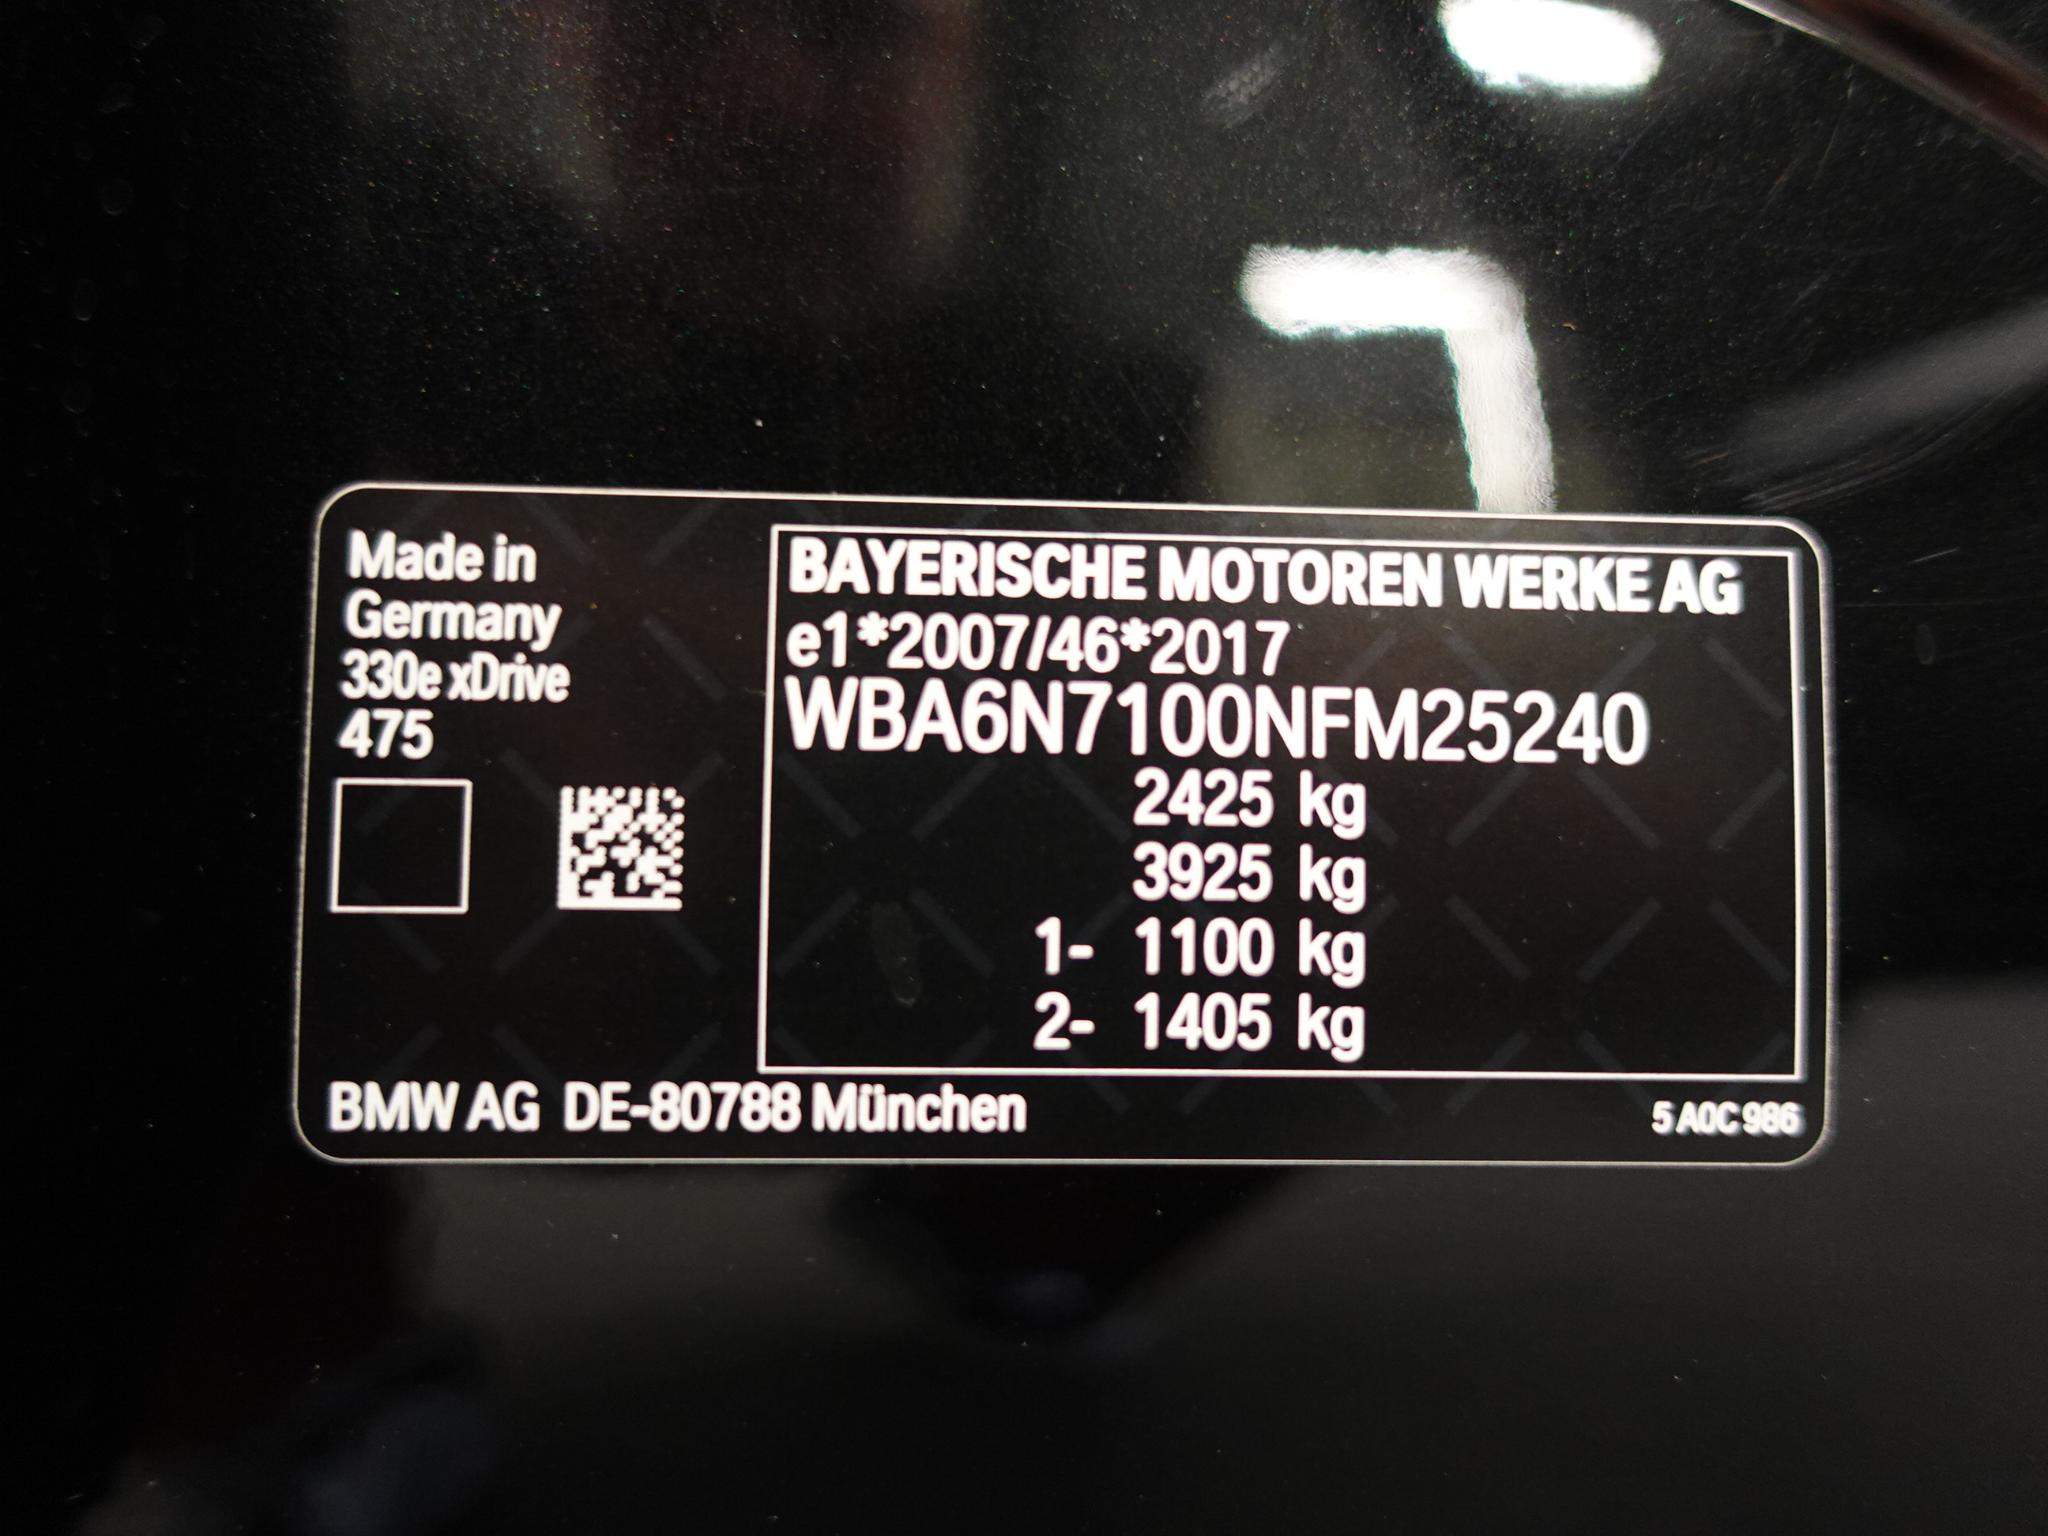 Made in
Germany
330e xDrive
475
BAYERISCHE MOTOREN WERKE AG
e1*2007/46*2017
WBA6N7100NFM25240
2425 kg
3925 kg
1- 1100 kg
2- 1405 kg
BMW AG DE-80788 München
5 A0C 986